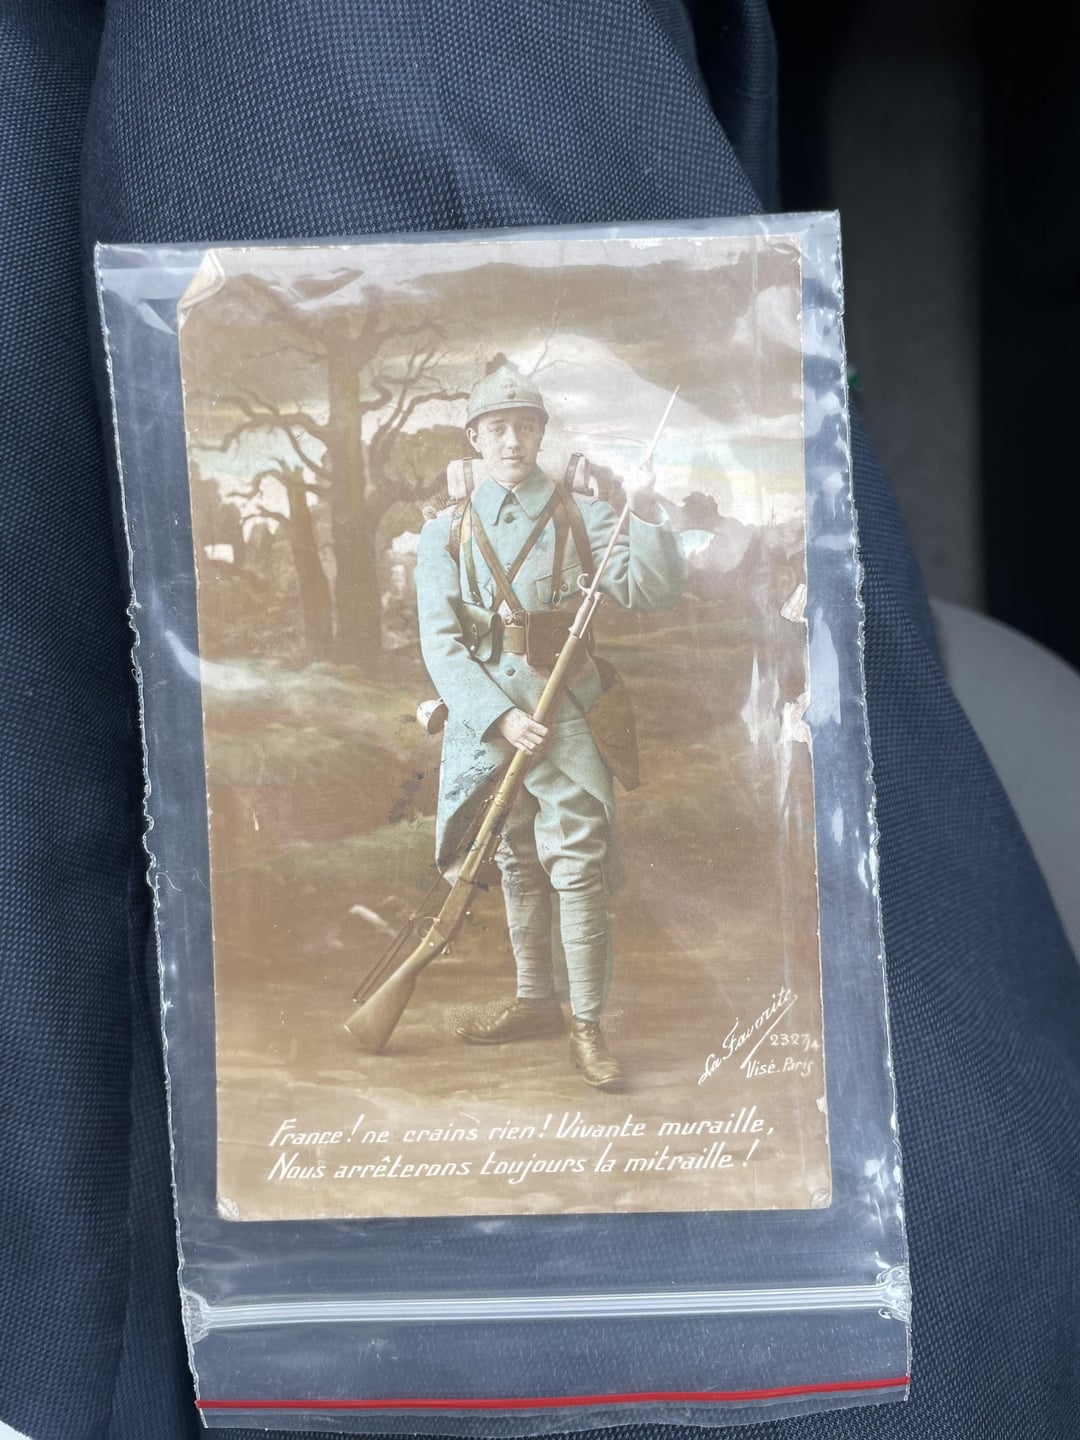 La Favorite
2327/4
Visé. Paris
France! ne crains rien! Vivante muraille,
Nous arrêterons toujours la mitraille!